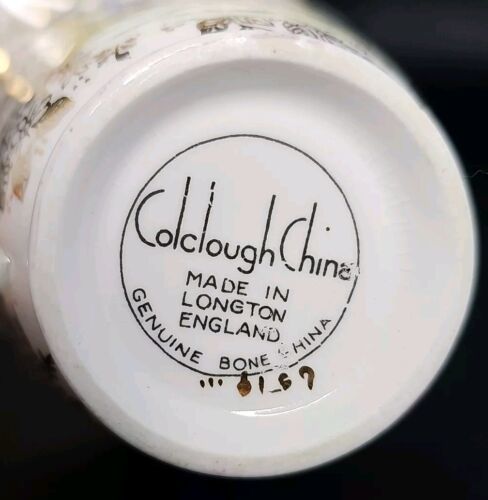 Colclough China
MADE IN
LONGTON
ENGLAND
GENUINE BONE CHINA